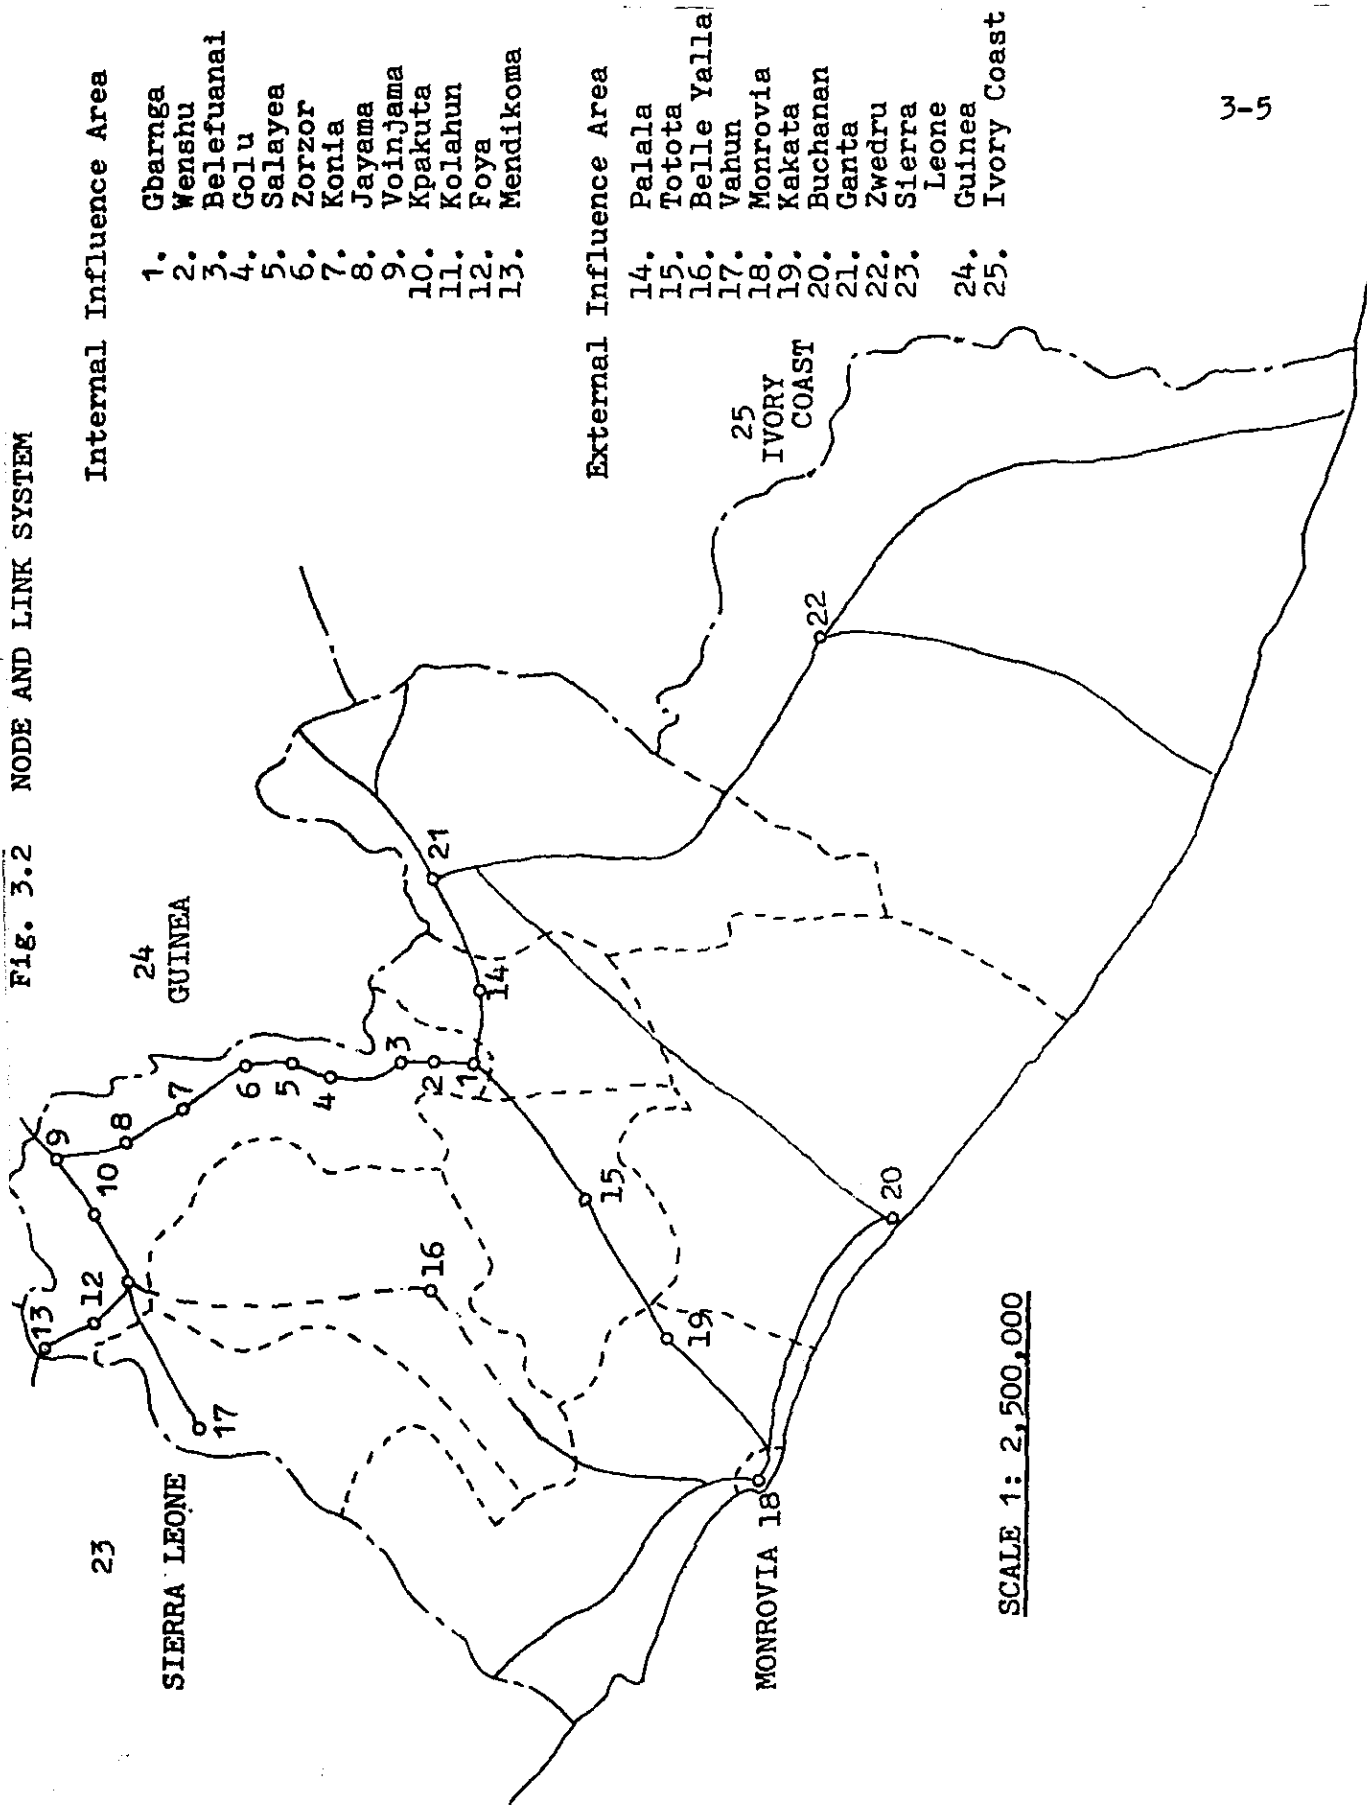 Fig. 3.2 NODE AND LINK SYSTEM
Internal Influence Area
1. Gbarnga
2. Wenshu
3. Belefuanai
4. Golu
5. Salayea
6. Zorzor
7. Konia
8. Jayama
9. Voinjama
10. Kpakuta
11. Kolahun
12. Foya
13. Mendikoma
External Influence Area
14. Palala
15. Totota
16. Belle Yalla
17. Vahun
18. Monrovia
19. Kakata
20. Buchanan
21. Ganta
22. Zwedru
23. Sierra
Leone
24. Guinea
25. Ivory Coast
23
SIERRA LEONE
24
GUINEA
25
IVORY
COAST
13
12
10
9
8
7
6
5
4
3
2
1
14
21
17
16
15
19
MONROVIA 18
20
22
SCALE 1: 2,500,000
3-5